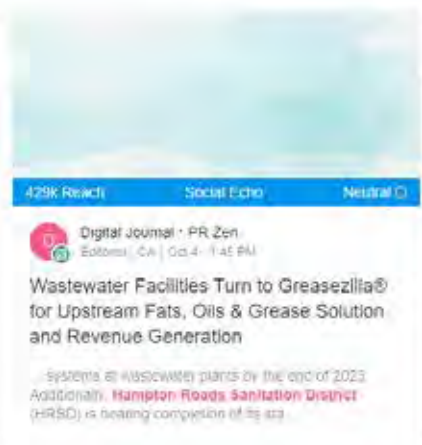 429k Reach Social Echo Neutral
D
Digital Journal · PR Zen
Editorial, CA | Oct 4 · 1:45 PM
Wastewater Facilities Turn to Greasezilla®
for Upstream Fats, Oils & Grease Solution
and Revenue Generation
... systems at wastewater plants by the end of 2023.
Additionally, Hampton Roads Sanitation District
(HRSD) is nearing completion of its